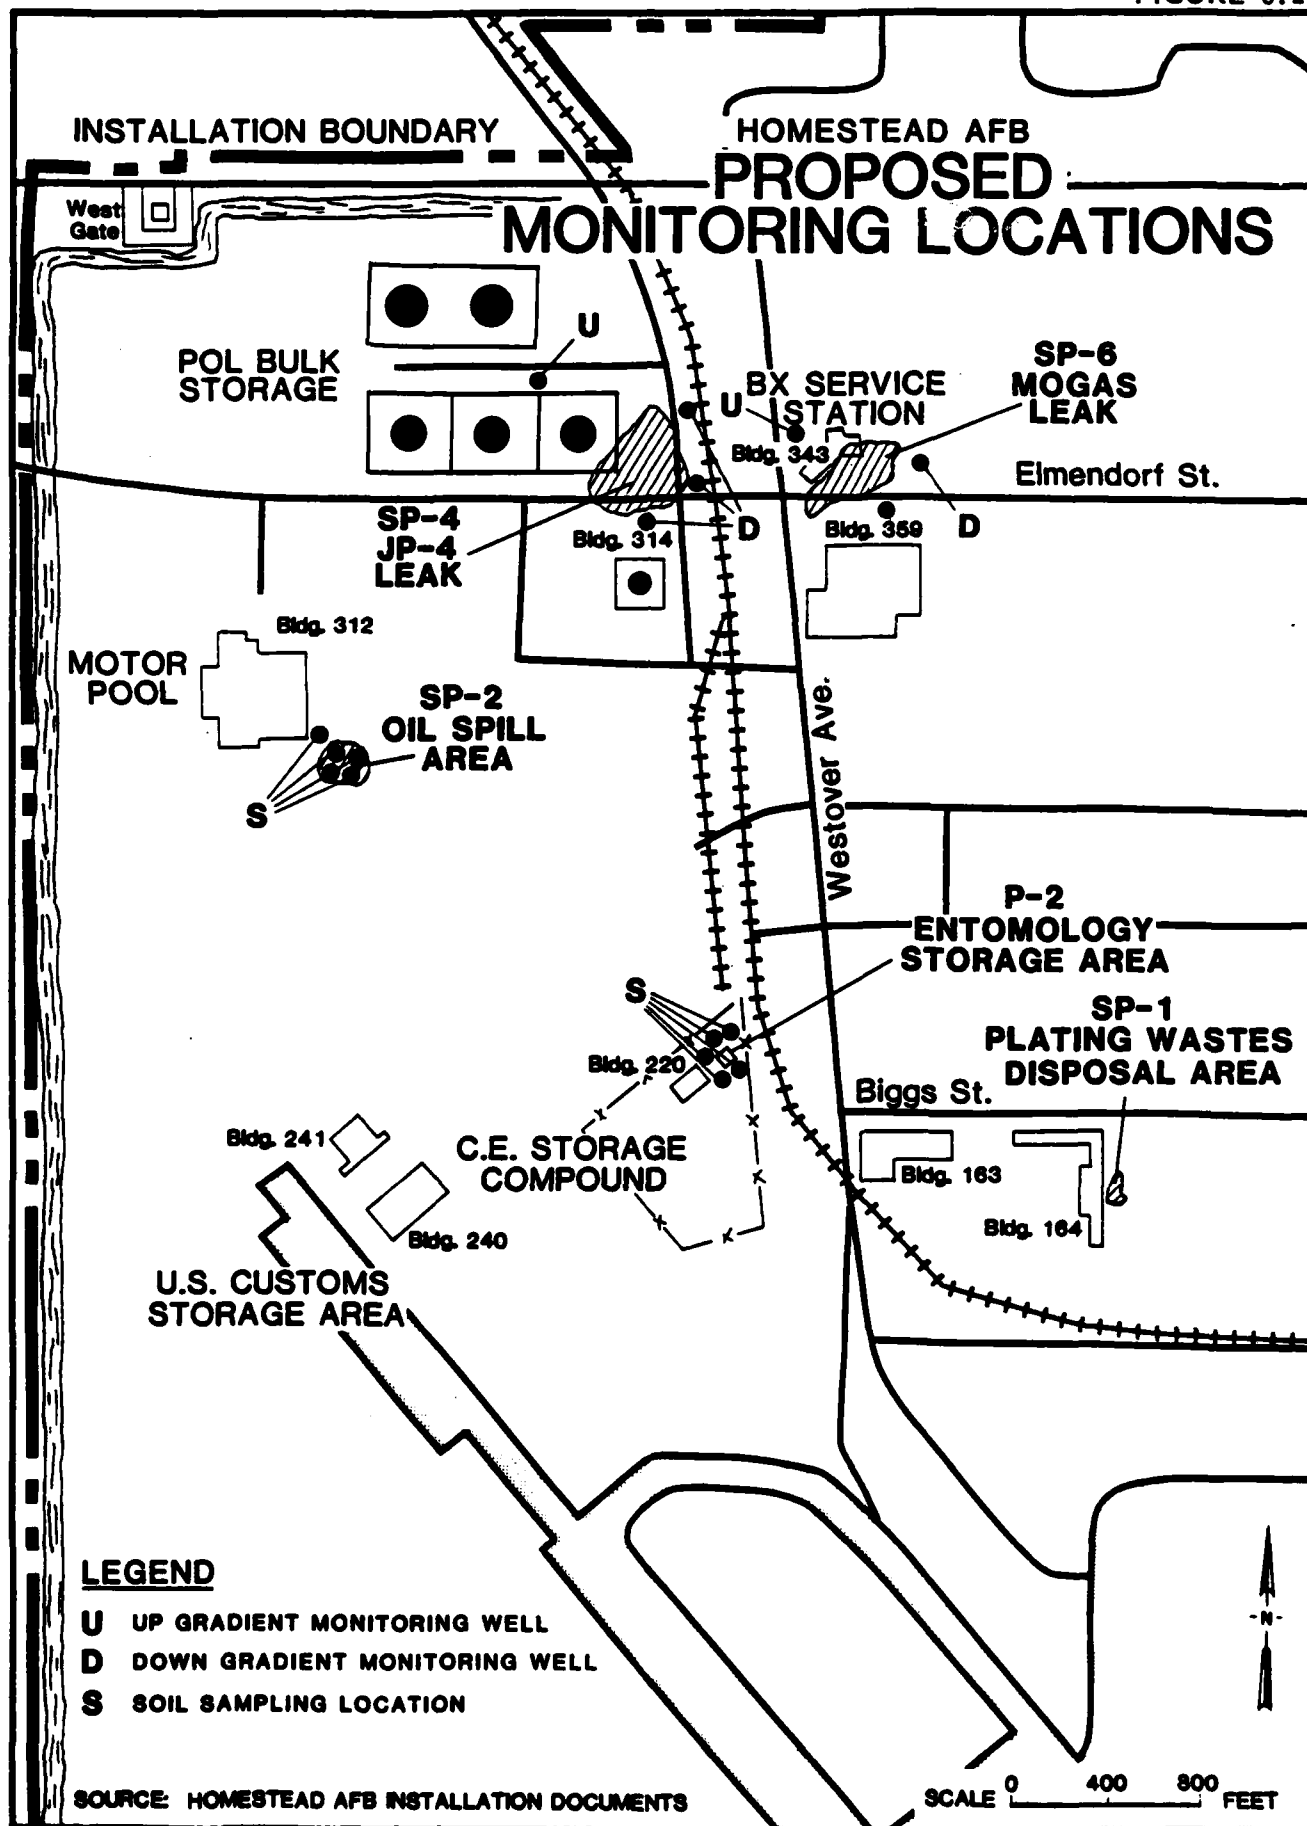 INSTALLATION BOUNDARY
HOMESTEAD AFB
PROPOSED
MONITORING LOCATIONS
West
Gate
U
POL BULK
STORAGE
SP-6
MOGAS
LEAK
BX SERVICE
STATION
U
Bldg. 343
Elmendorf St.
SP-4
JP-4
LEAK
Bldg. 314
D
Bldg. 359
D
Bldg. 312
MOTOR
POOL
SP-2
OIL SPILL
AREA
S
Westover Ave.
P-2
ENTOMOLOGY
STORAGE AREA
S
SP-1
PLATING WASTES
DISPOSAL AREA
Bldg. 220
Biggs St.
Bldg. 241
C.E. STORAGE
COMPOUND
Bldg. 163
Bldg. 164
Bldg. 240
U.S. CUSTOMS
STORAGE AREA
LEGEND
U UP GRADIENT MONITORING WELL
D DOWN GRADIENT MONITORING WELL
S SOIL SAMPLING LOCATION
-N-
SOURCE: HOMESTEAD AFB INSTALLATION DOCUMENTS
SCALE 0 400 800 FEET